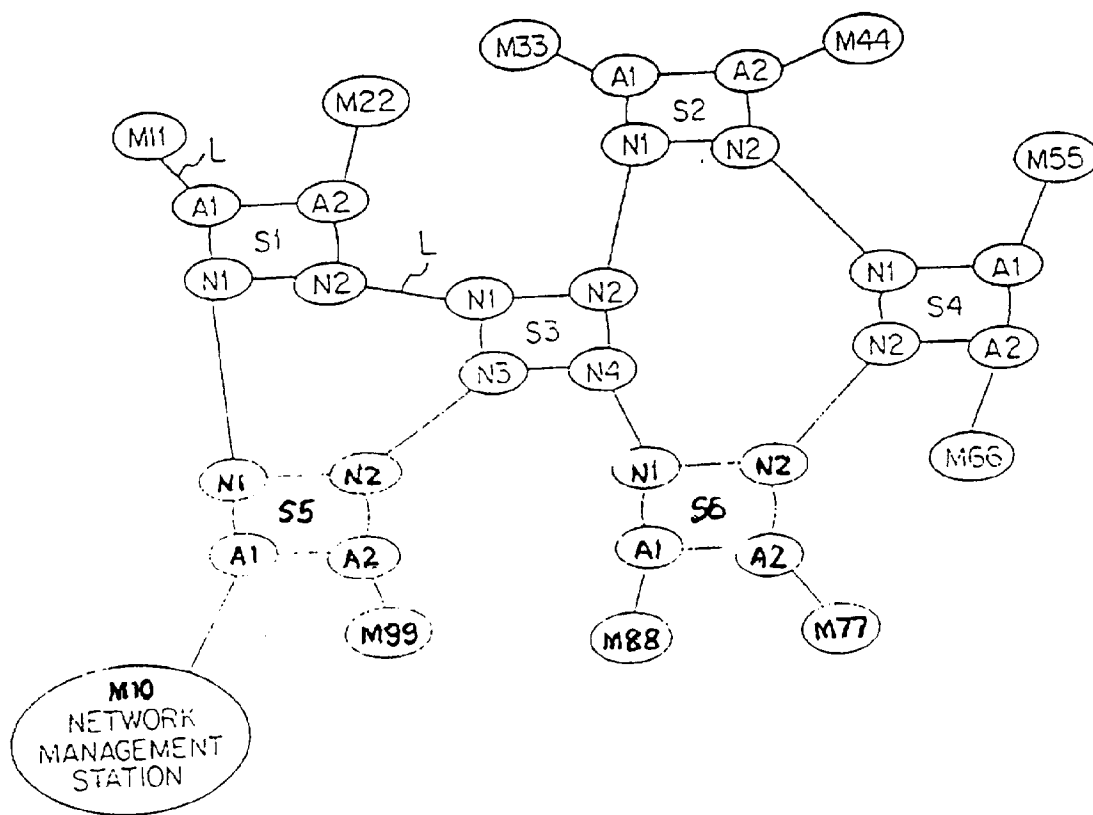 M33
M44
A1
A2
S2
M22
M11
L
N1
N2
M55
A1
A2
S1
L
N1
N2
N1
N2
S3
N1
A1
S4
N3
N4
N2
A2
M66
N1
N2
S5
N1
N2
S6
A1
A2
A1
A2
M99
M88
M77
M10
NETWORK
MANAGEMENT
STATION